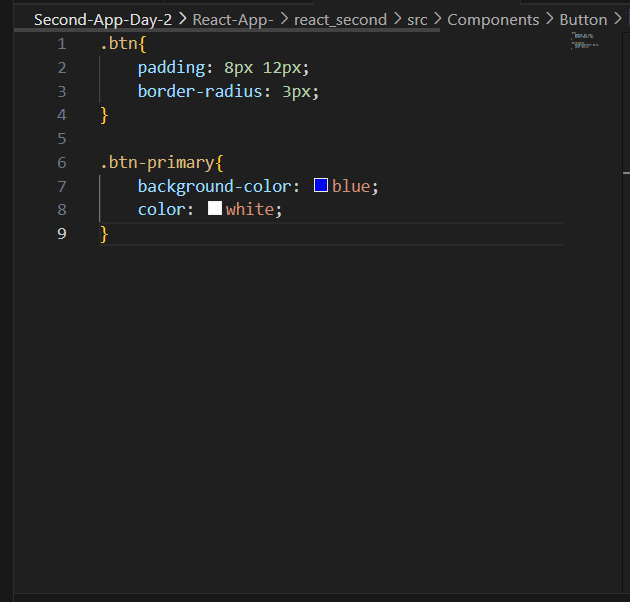 Second-App-Day-2 > React-App- > react_second > src > Components > Button >
1 .btn{
2 padding: 8px 12px;
3 border-radius: 3px;
4 }
5
6 .btn-primary{
7 background-color: blue;
8 color: white;
9 }